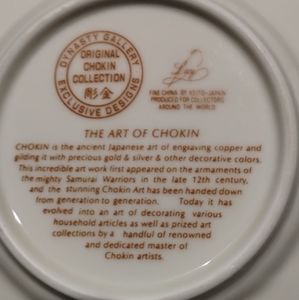 DYNASTY GALLERY
ORIGINAL
CHOKIN
COLLECTION
彫金
EXCLUSIVE DESIGNS
FINE CHINA BY KEITO-JAPAN
PRODUCED FOR COLLECTORS
AROUND THE WORLD
THE ART OF CHOKIN
CHOKIN is the ancient Japanese art of engraving copper and
gilding it with precious gold & silver & other decorative colors.
This incredible art work first appeared on the armaments of
the mighty Samurai Warriors in the late 12th century,
and the stunning Chokin Art has been handed down
from generation to generation. Today it has
evolved into an art of decorating various
household articles as well as prized art
collections by a handful of renowned
and dedicated master of
Chokin artists.